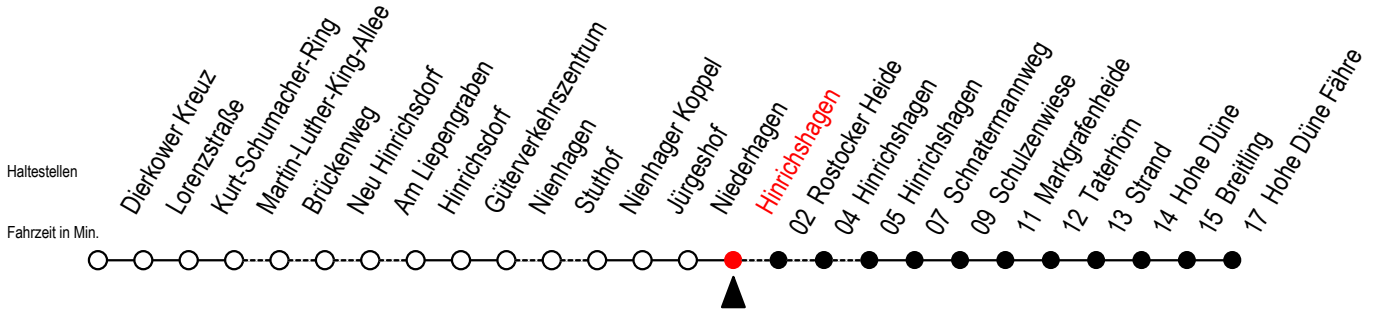 Haltestellen
Dierkower Kreuz
Lorenzstraße
Kurt-Schumacher-Ring
Martin-Luther-King-Allee
Brückenweg
Neu Hinrichsdorf
Am Liepengraben
Hinrichsdorf
Güterverkehrszentrum
Nienhagen
Stuthof
Nienhager Koppel
Jürgeshof
Niederhagen
Hinrichshagen
02 Rostocker Heide
04 Hinrichshagen
05 Hinrichshagen
07 Schnatermannweg
09 Schulzenwiese
11 Markgrafenheide
12 Taterhörn
13 Strand
14 Hohe Düne
15 Breitling
17 Hohe Düne Fähre
Fahrzeit in Min.